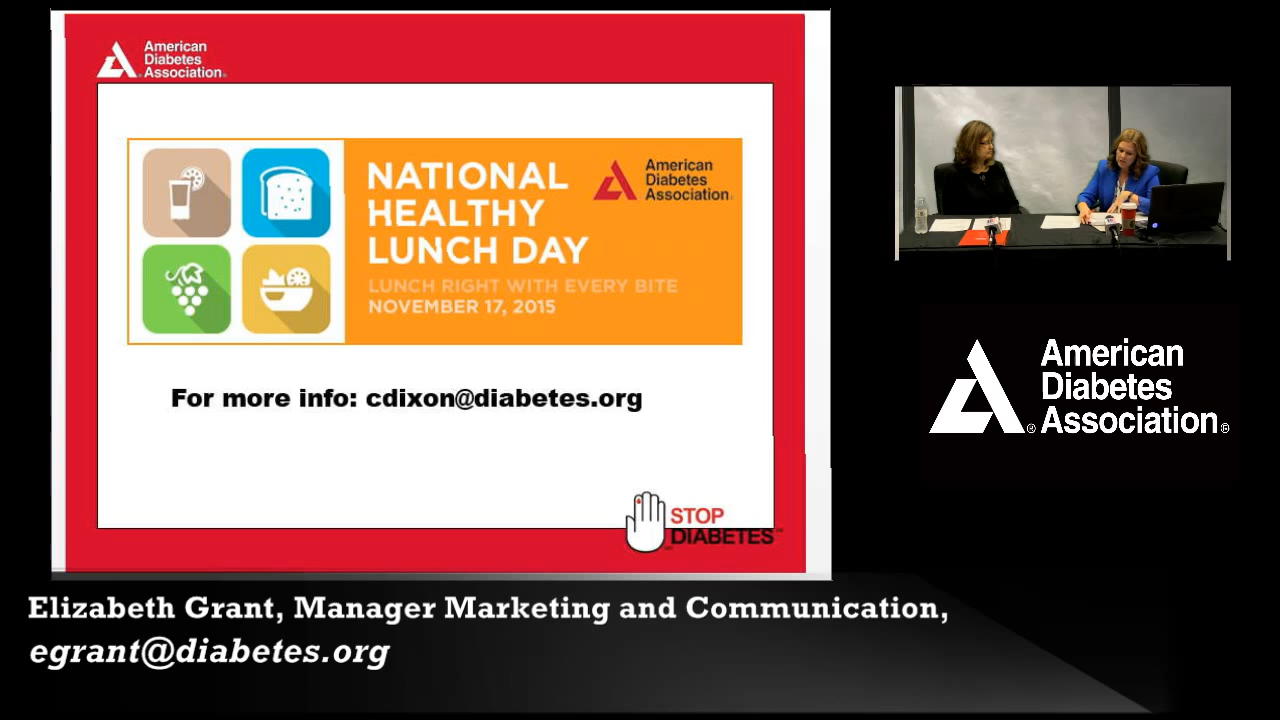 American
Diabetes
Association®
NATIONAL
HEALTHY
LUNCH DAY
LUNCH RIGHT WITH EVERY BITE
NOVEMBER 17, 2015
American
Diabetes
Association®
For more info: cdixon@diabetes.org
STOP
DIABETES
American
Diabetes
Association®
Elizabeth Grant, Manager Marketing and Communication,
egrant@diabetes.org